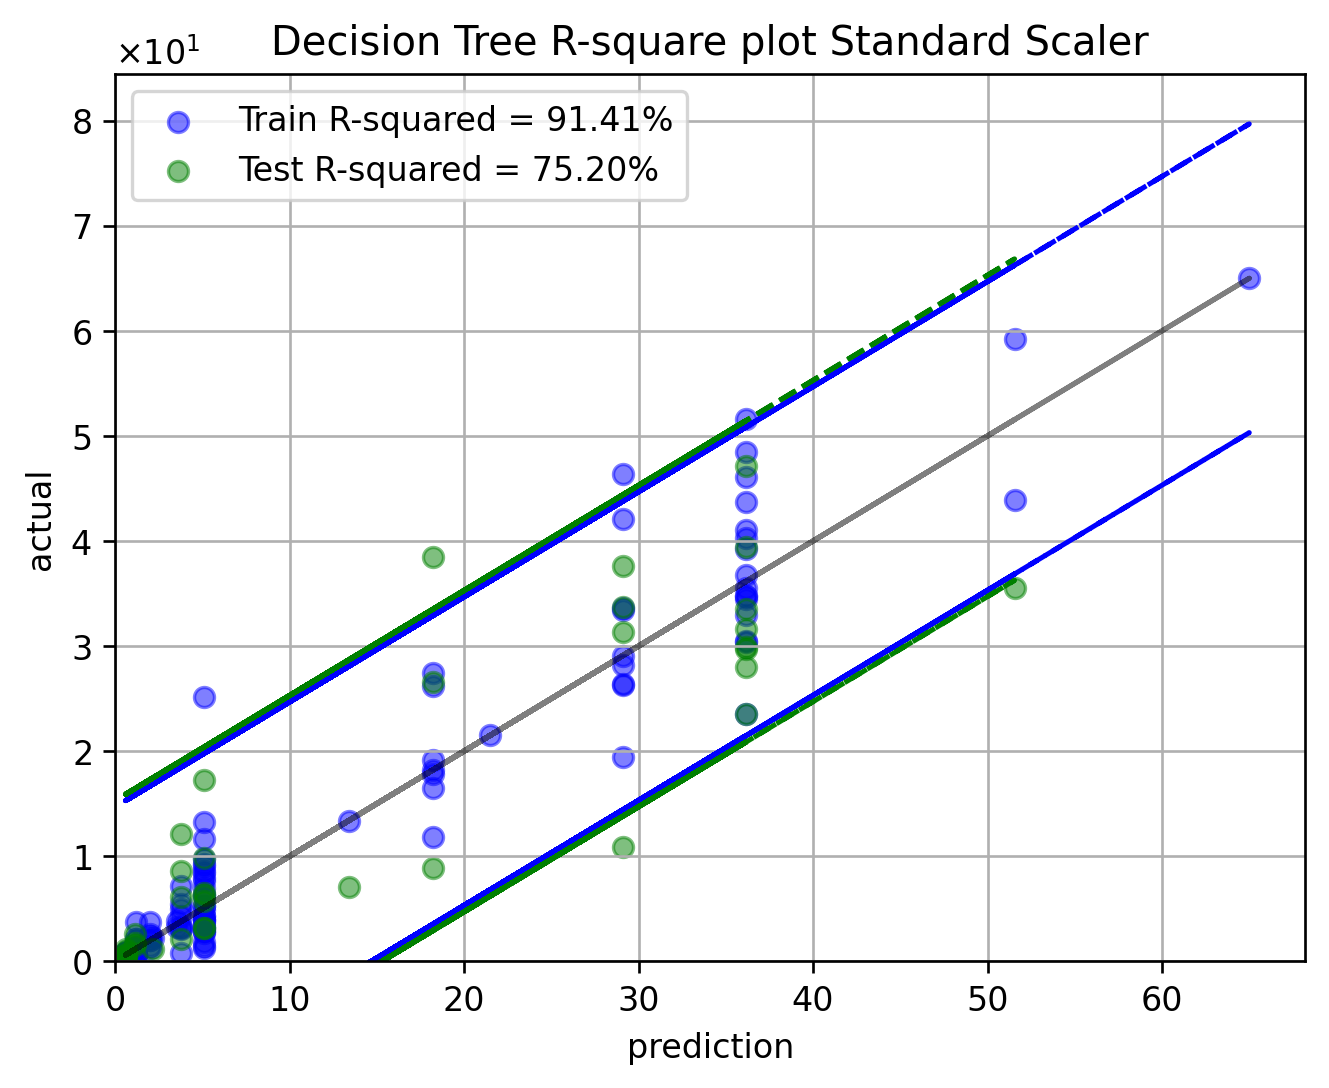 Decision Tree R-square plot Standard Scaler
×10¹
Train R-squared = 91.41%
Test R-squared = 75.20%
8
7
6
5
4
3
2
1
0
actual
0 10 20 30 40 50 60
prediction